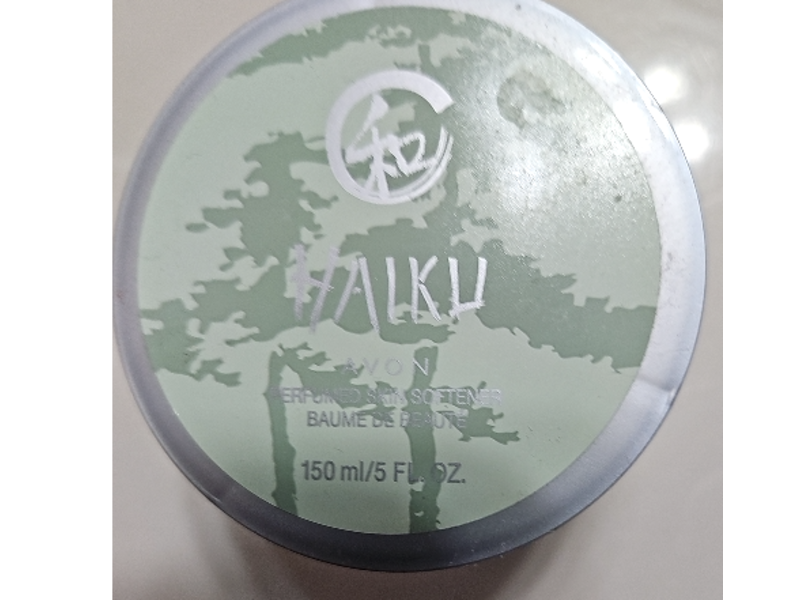 和
HAIKU
AVON
PERFUMED SKIN SOFTENER
BAUME DE BEAUTÉ
150 ml/5 FL. OZ.